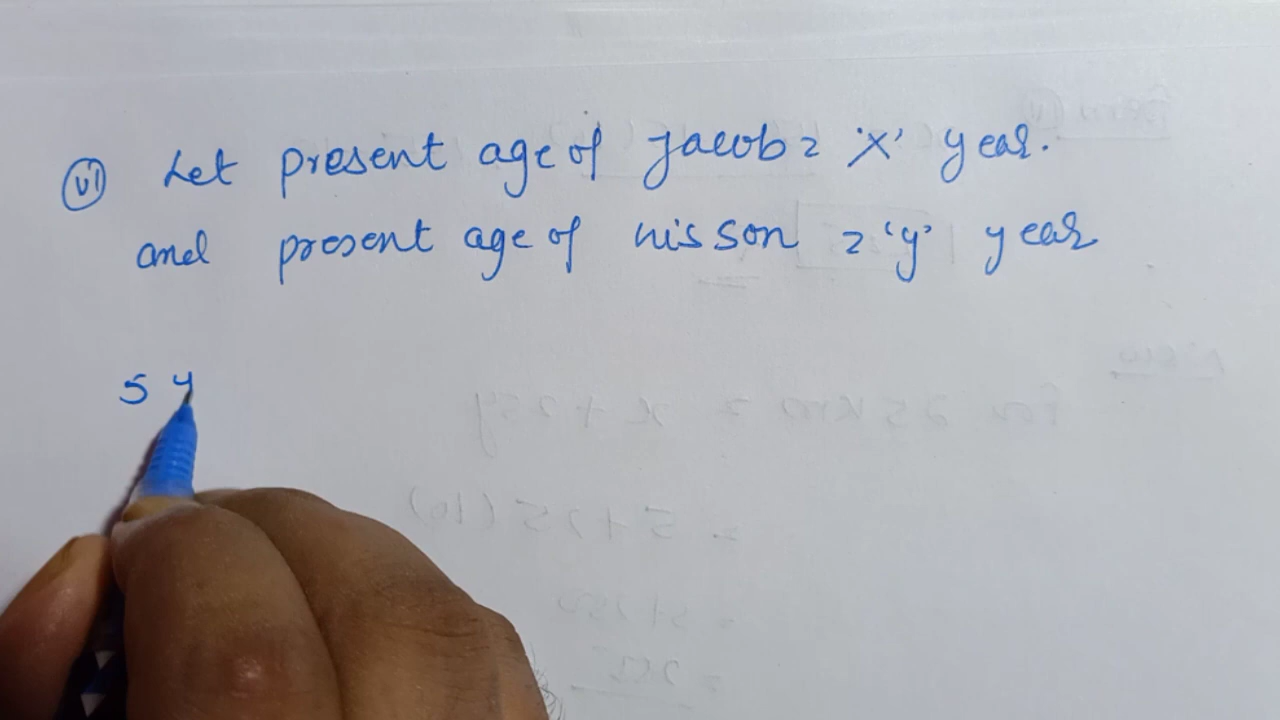 (vi) Let present age of Jacob = 'x' year.
and present age of his son = 'y' year
5 y